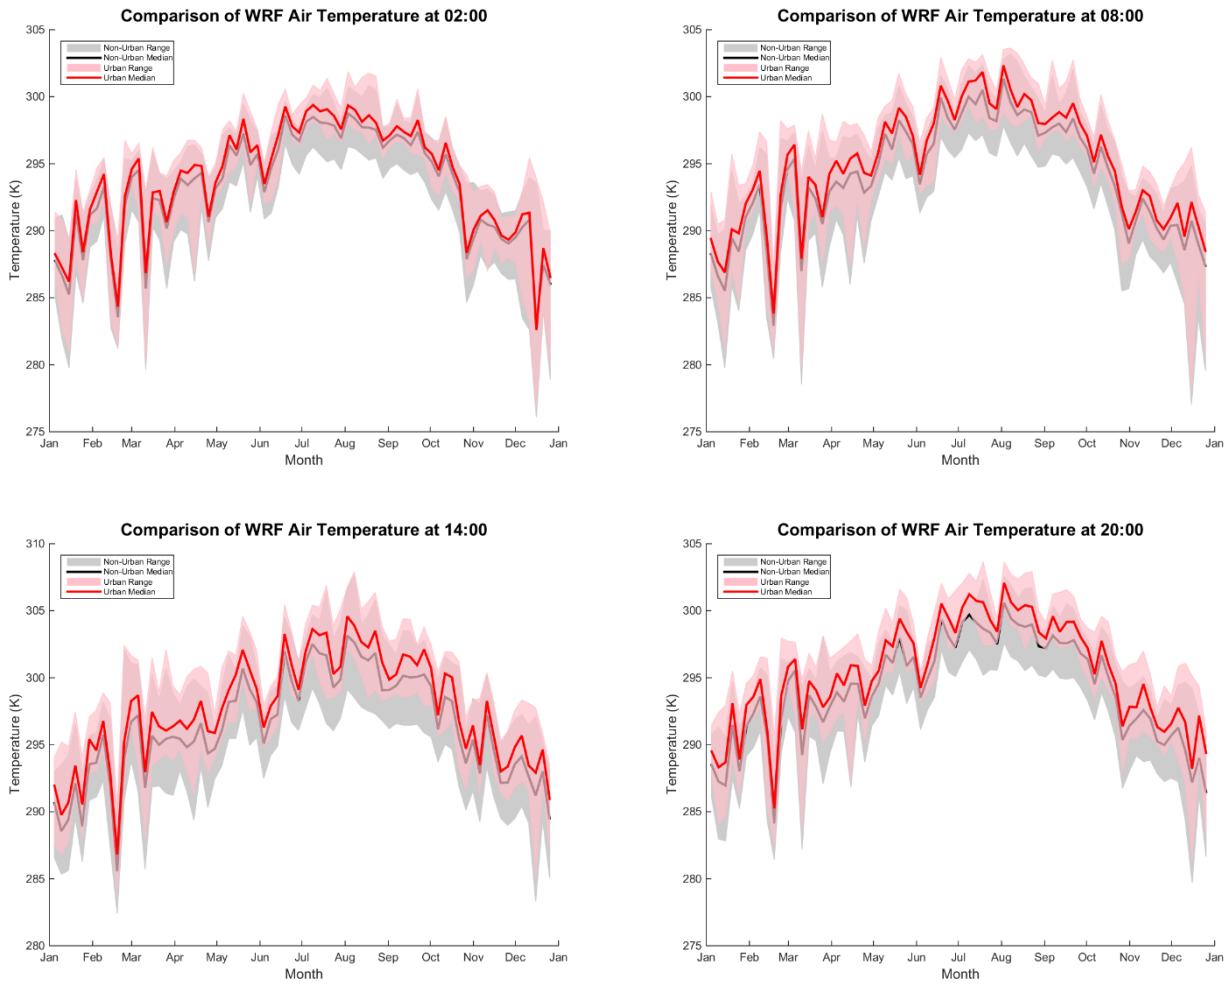 Comparison of WRF Air Temperature at 02:00
305
300
295
290
285
280
275
Temperature (K)
Non-Urban Range
Non-Urban Median
Urban Range
Urban Median
Jan Feb Mar Apr May Jun Jul Aug Sep Oct Nov Dec Jan
Month
Comparison of WRF Air Temperature at 08:00
305
300
295
290
285
280
275
Temperature (K)
Non-Urban Range
Non-Urban Median
Urban Range
Urban Median
Jan Feb Mar Apr May Jun Jul Aug Sep Oct Nov Dec Jan
Month
Comparison of WRF Air Temperature at 14:00
310
305
300
295
290
285
280
Temperature (K)
Non-Urban Range
Non-Urban Median
Urban Range
Urban Median
Jan Feb Mar Apr May Jun Jul Aug Sep Oct Nov Dec Jan
Month
Comparison of WRF Air Temperature at 20:00
305
300
295
290
285
280
275
Temperature (K)
Non-Urban Range
Non-Urban Median
Urban Range
Urban Median
Jan Feb Mar Apr May Jun Jul Aug Sep Oct Nov Dec Jan
Month